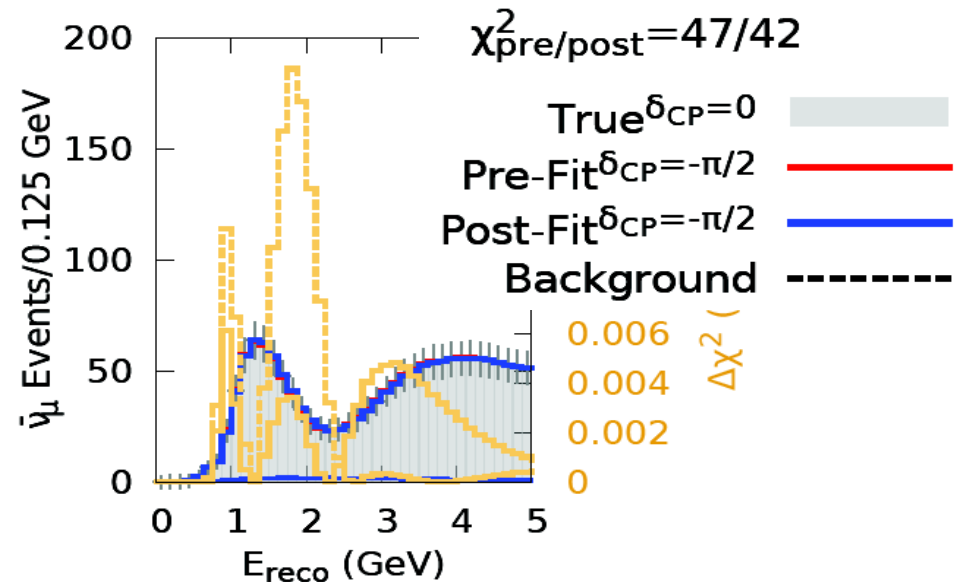 χ²pre/post=47/42
True δCP=0
Pre-Fit δCP=-π/2
Post-Fit δCP=-π/2
Background
ν̄μ Events/0.125 GeV
200
150
100
50
0
0.006
0.004
0.002
0
Δχ² (
0 1 2 3 4 5
Ereco (GeV)